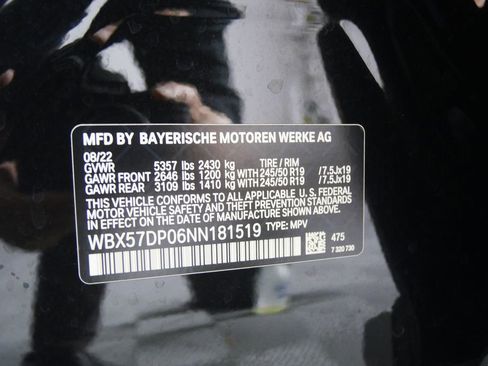 MFD BY BAYERISCHE MOTOREN WERKE AG
08/22
GVWR 5357 lbs 2430 kg TIRE / RIM
GAWR FRONT 2646 lbs 1200 kg WITH 245/50 R19 /7.5Jx19
GAWR REAR 3109 lbs 1410 kg WITH 245/50 R19 /7.5Jx19
THIS VEHICLE CONFORMS TO ALL APPLICABLE U. S. FEDERAL
MOTOR VEHICLE SAFETY AND THEFT PREVENTION STANDARDS
IN EFFECT ON THE DATE OF MANUFACTURE SHOWN ABOVE.
WBX57DP06NN181519 TYPE: MPV
475
7 320 730